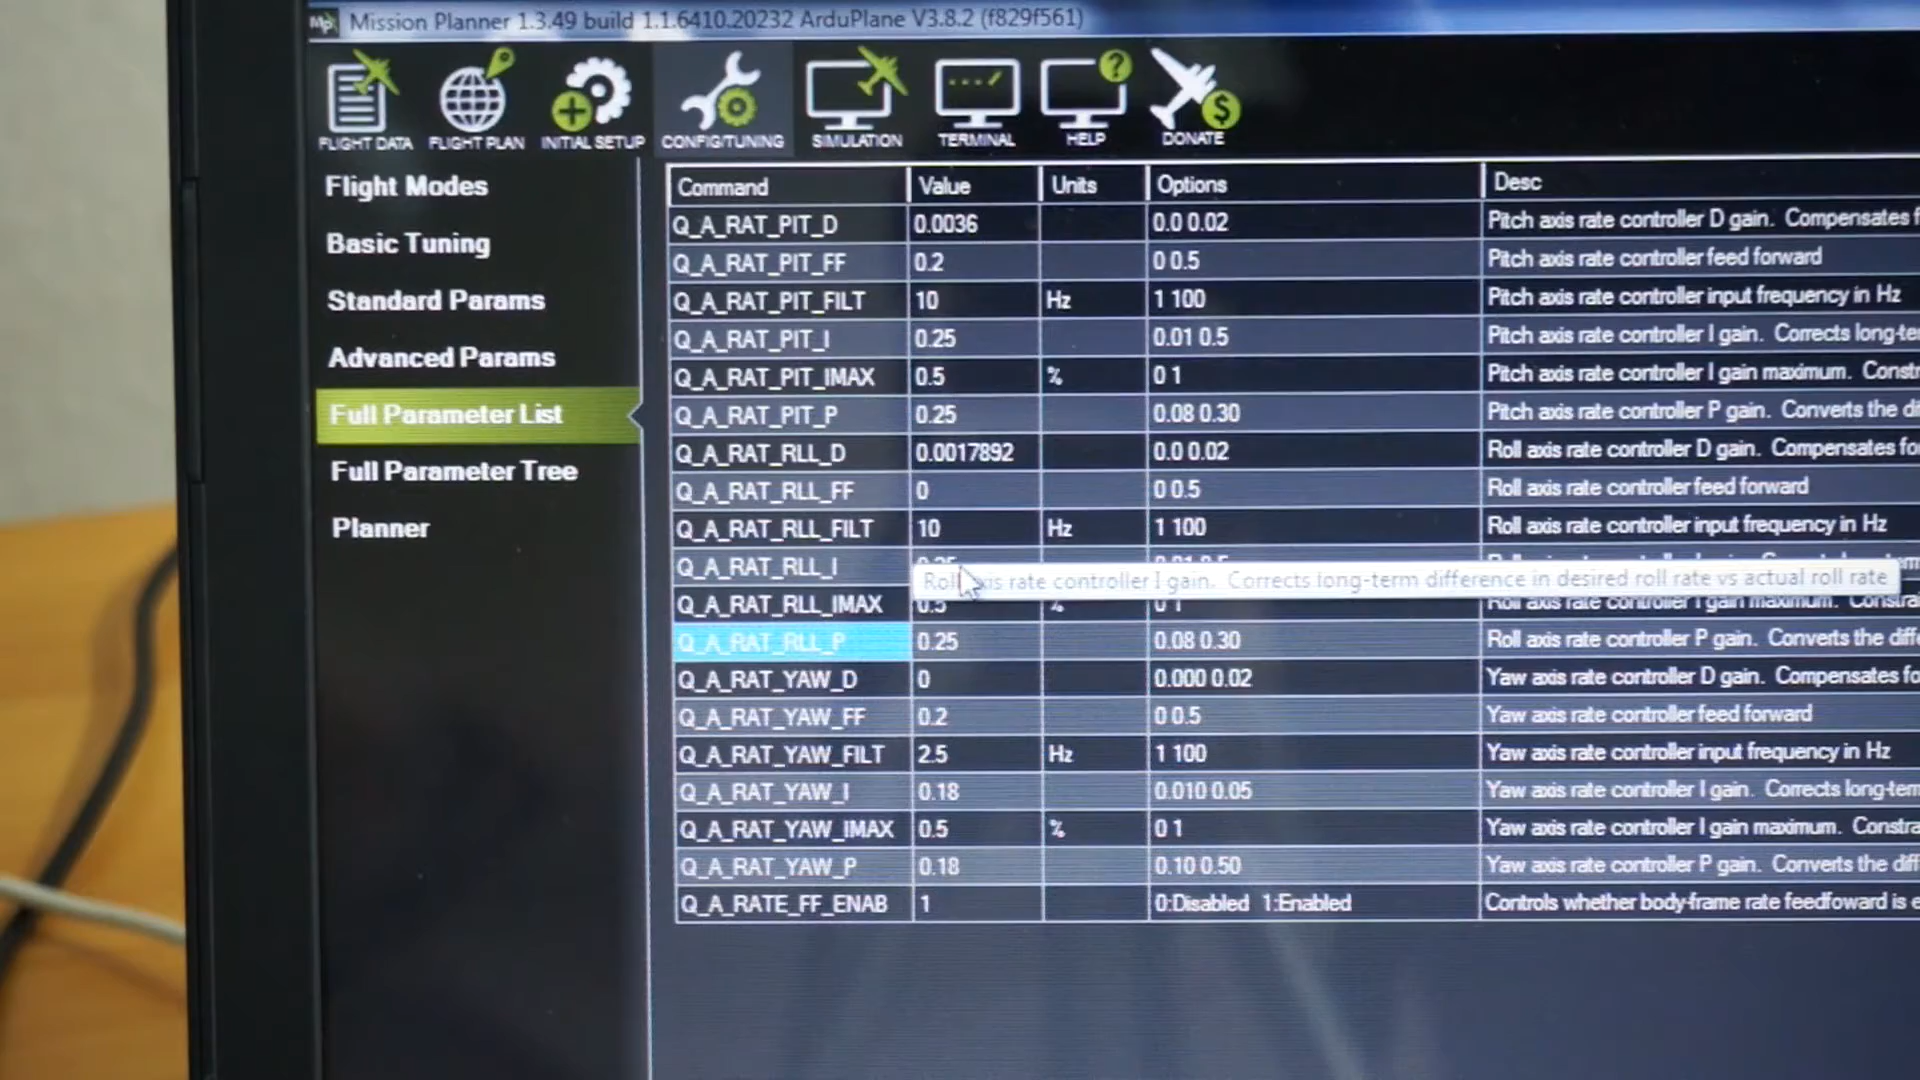 Mp Mission Planner 1.3.49 build 1.1.6410.20232 ArduPlane V3.8.2 (f829f561)
FLIGHT DATA FLIGHT PLAN INITIAL SETUP CONFIG/TUNING SIMULATION TERMINAL HELP DONATE
Flight Modes
Basic Tuning
Standard Params
Advanced Params
Full Parameter List
Full Parameter Tree
Planner
Command Value Units Options Desc
Q_A_RAT_PIT_D 0.0036 0.0 0.02 Pitch axis rate controller D gain. Compensates
Q_A_RAT_PIT_FF 0.2 0 0.5 Pitch axis rate controller feed forward
Q_A_RAT_PIT_FILT 10 Hz 1 100 Pitch axis rate controller input frequency in Hz
Q_A_RAT_PIT_I 0.25 0.01 0.5 Pitch axis rate controller I gain. Corrects long-te
Q_A_RAT_PIT_IMAX 0.5 % 0 1 Pitch axis rate controller I gain maximum. Constr
Q_A_RAT_PIT_P 0.25 0.08 0.30 Pitch axis rate controller P gain. Converts the di
Q_A_RAT_RLL_D 0.0017892 0.0 0.02 Roll axis rate controller D gain. Compensates fo
Q_A_RAT_RLL_FF 0 0 0.5 Roll axis rate controller feed forward
Q_A_RAT_RLL_FILT 10 Hz 1 100 Roll axis rate controller input frequency in Hz
Q_A_RAT_RLL_I
Roll axis rate controller I gain. Corrects long-term difference in desired roll rate vs actual roll rate
Q_A_RAT_RLL_IMAX 0.5 % 0 1 Roll axis rate controller I gain maximum. Constra
Q_A_RAT_RLL_P 0.25 0.08 0.30 Roll axis rate controller P gain. Converts the diff
Q_A_RAT_YAW_D 0 0.000 0.02 Yaw axis rate controller D gain. Compensates fo
Q_A_RAT_YAW_FF 0.2 0 0.5 Yaw axis rate controller feed forward
Q_A_RAT_YAW_FILT 2.5 Hz 1 100 Yaw axis rate controller input frequency in Hz
Q_A_RAT_YAW_I 0.18 0.010 0.05 Yaw axis rate controller I gain. Corrects long-tem
Q_A_RAT_YAW_IMAX 0.5 % 0 1 Yaw axis rate controller I gain maximum. Constra
Q_A_RAT_YAW_P 0.18 0.10 0.50 Yaw axis rate controller P gain. Converts the diff
Q_A_RATE_FF_ENAB 1 0:Disabled 1:Enabled Controls whether body-frame rate feedfoward is e